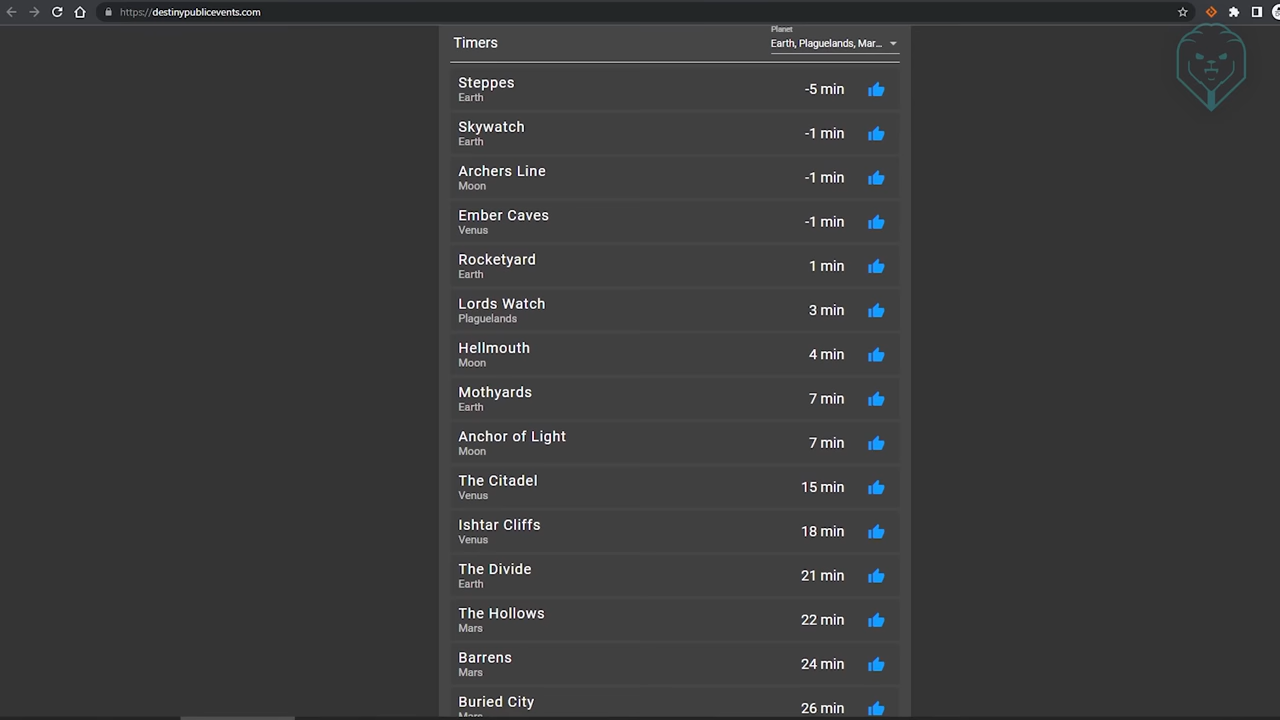 https://destinypublicevents.com
Timers
Planet
Earth, Plaguelands, Mar...
Steppes
Earth
-5 min
Skywatch
Earth
-1 min
Archers Line
Moon
-1 min
Ember Caves
Venus
-1 min
Rocketyard
Earth
1 min
Lords Watch
Plaguelands
3 min
Hellmouth
Moon
4 min
Mothyards
Earth
7 min
Anchor of Light
Moon
7 min
The Citadel
Venus
15 min
Ishtar Cliffs
Venus
18 min
The Divide
Earth
21 min
The Hollows
Mars
22 min
Barrens
Mars
24 min
Buried City
Mars
26 min